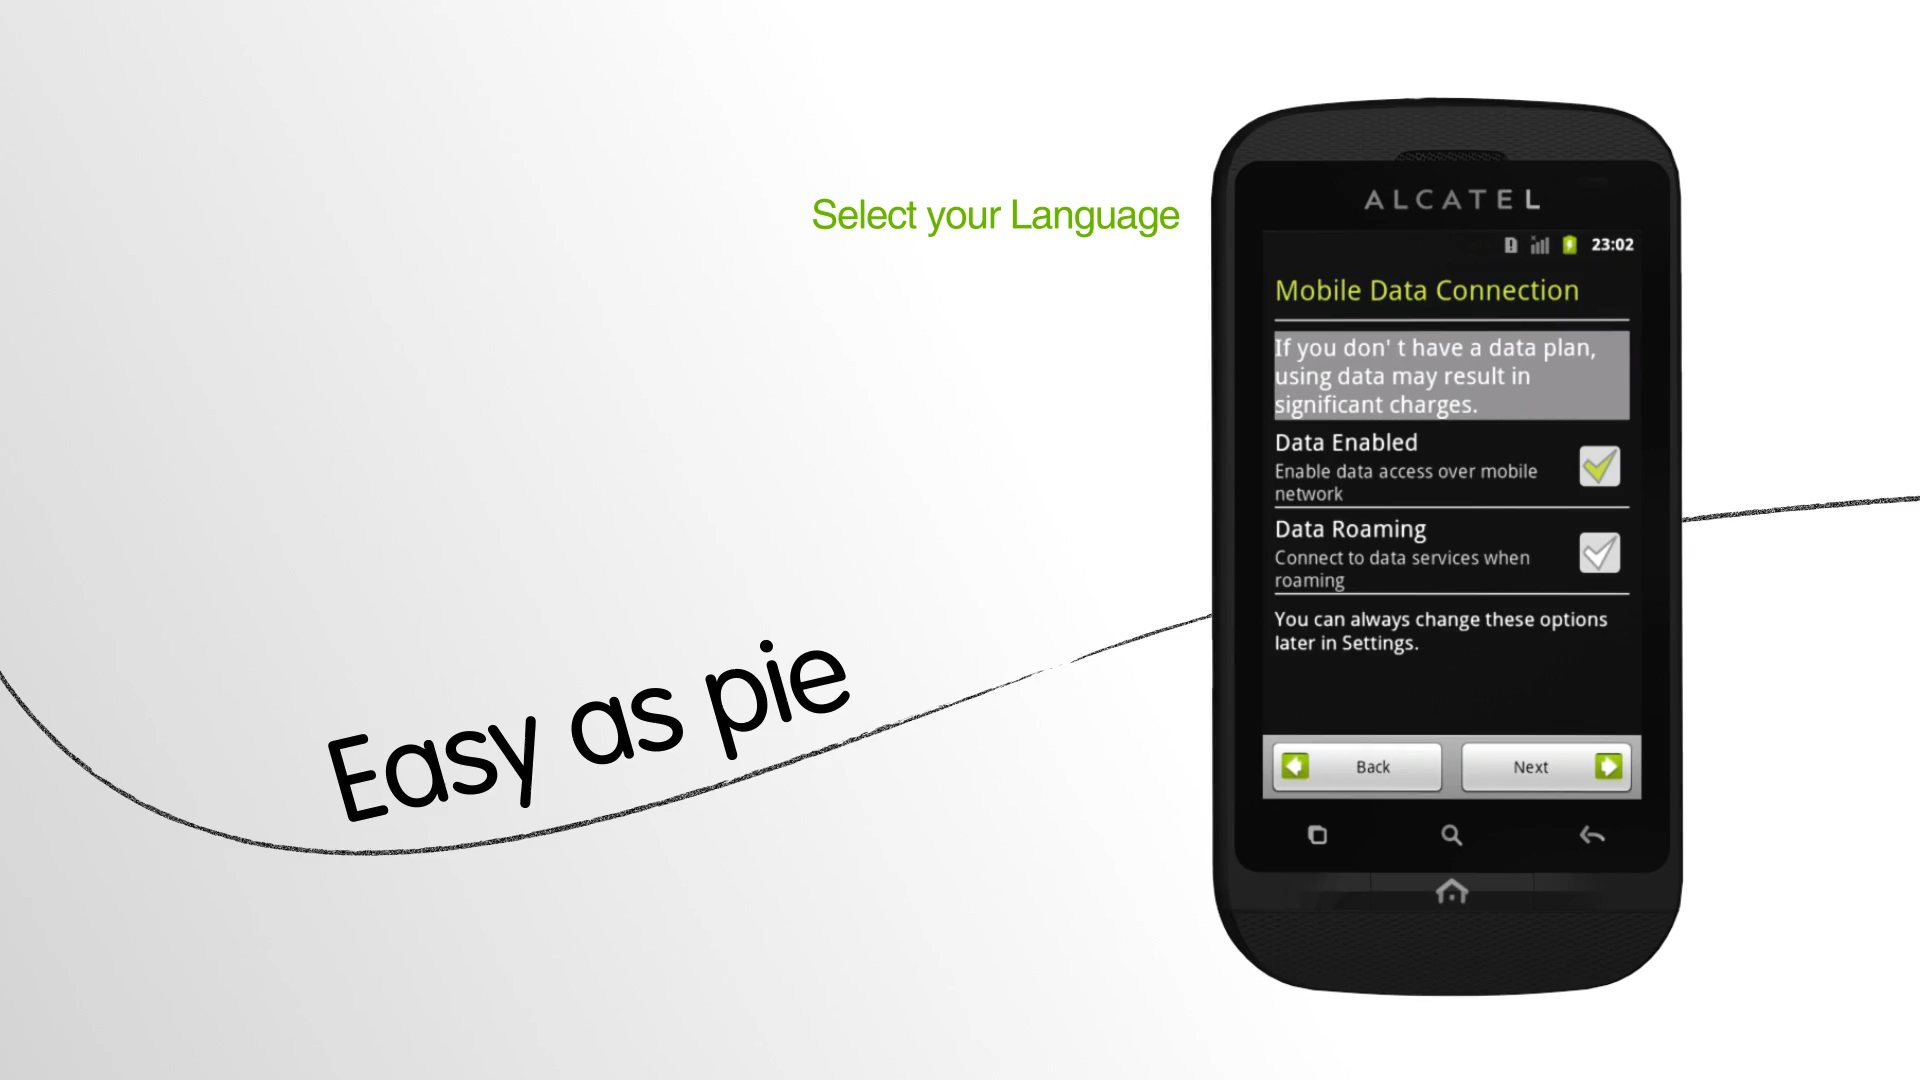 Select your Language
Easy as pie
ALCATEL
23:02
Mobile Data Connection
If you don' t have a data plan,
using data may result in
significant charges.
Data Enabled
Enable data access over mobile
network
Data Roaming
Connect to data services when
roaming
You can always change these options
later in Settings.
Back
Next